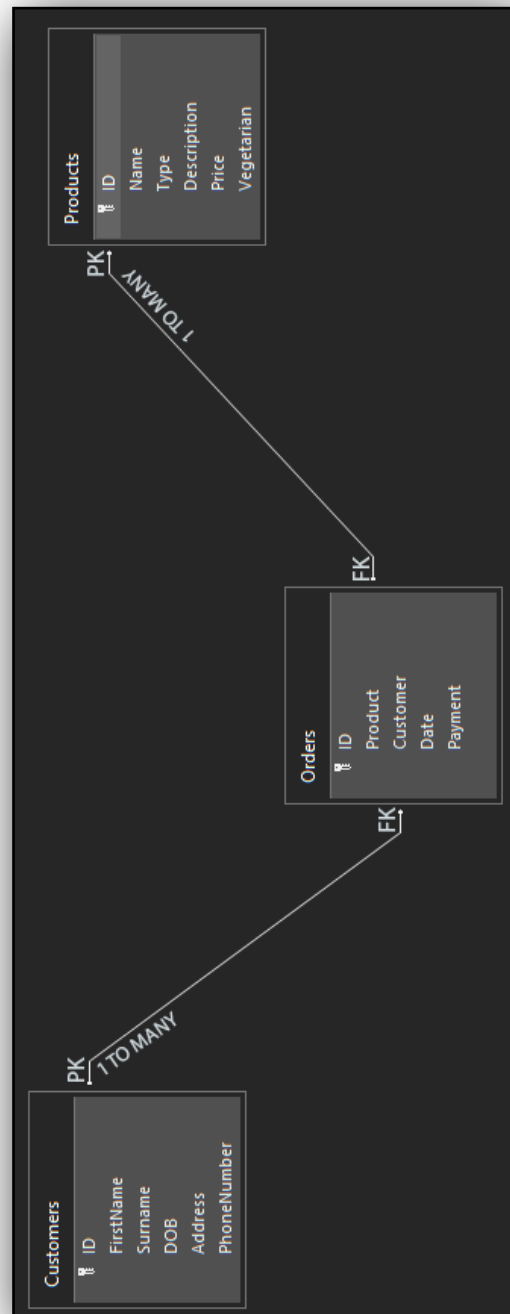 Customers
ID
FirstName
Surname
DOB
Address
PhoneNumber
PK
1 TO MANY
FK
Orders
ID
Product
Customer
Date
Payment
FK
1 TO MANY
PK
Products
ID
Name
Type
Description
Price
Vegetarian